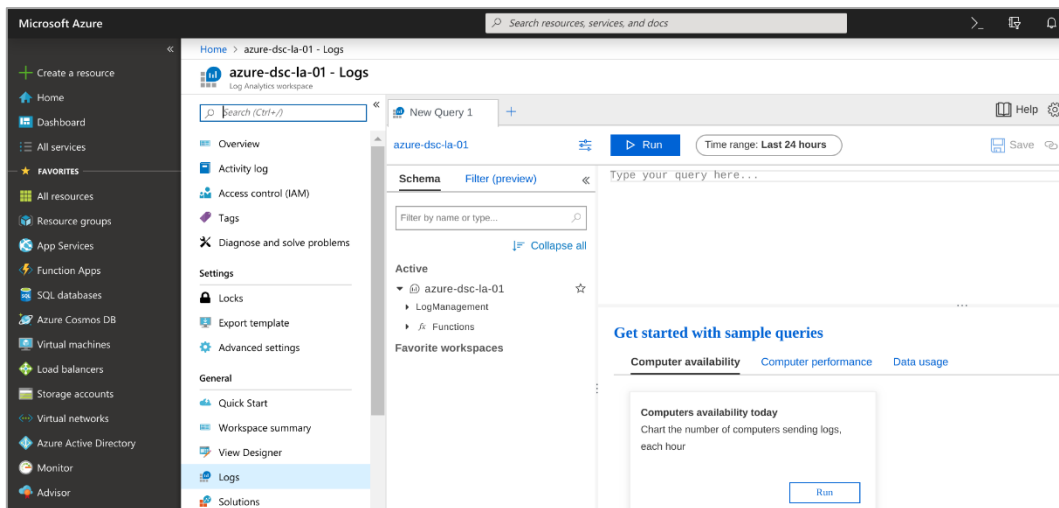 Microsoft Azure
Search resources, services, and docs
Create a resource
Home
Dashboard
All services
FAVORITES
All resources
Resource groups
App Services
Function Apps
SQL databases
Azure Cosmos DB
Virtual machines
Load balancers
Storage accounts
Virtual networks
Azure Active Directory
Monitor
Advisor
Home > azure-dsc-la-01 - Logs
azure-dsc-la-01 - Logs
Log Analytics workspace
Search (Ctrl+/)
Overview
Activity log
Access control (IAM)
Tags
Diagnose and solve problems
Settings
Locks
Export template
Advanced settings
General
Quick Start
Workspace summary
View Designer
Logs
Solutions
New Query 1
Help
azure-dsc-la-01
Run
Time range: Last 24 hours
Save
Schema
Filter (preview)
Filter by name or type...
Collapse all
Active
azure-dsc-la-01
LogManagement
fx Functions
Favorite workspaces
Type your query here...
Get started with sample queries
Computer availability
Computer performance
Data usage
Computers availability today
Chart the number of computers sending logs,
each hour
Run